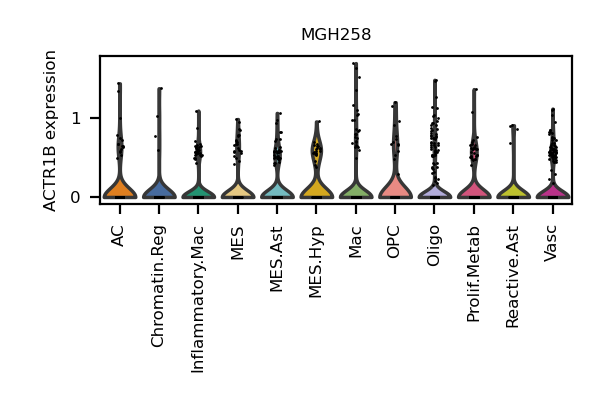 MGH258
ACTR1B expression
1
0
AC
Chromatin.Reg
Inflammatory.Mac
MES
MES.Ast
MES.Hyp
Mac
OPC
Oligo
Prolif.Metab
Reactive.Ast
Vasc